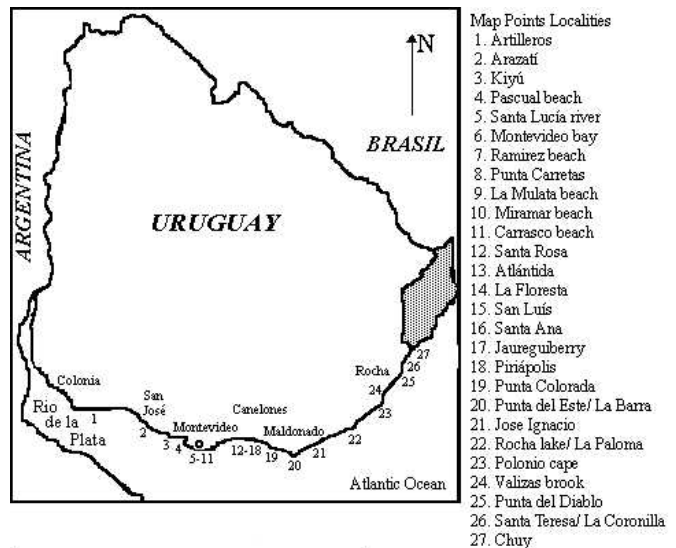 N
BRASIL
ARGENTINA
URUGUAY
Colonia
Rio
de la
Plata
1
San
José
2
3
4
Montevideo
5-11
Canelones
12-18
Maldonado
19
20
21
22
23
Rocha
24
25
26
27
Atlantic Ocean
Map Points Localities
1. Artilleros
2. Arazatí
3. Kiyú
4. Pascual beach
5. Santa Lucía river
6. Montevideo bay
7. Ramirez beach
8. Punta Carretas
9. La Mulata beach
10. Miramar beach
11. Carrasco beach
12. Santa Rosa
13. Atlántida
14. La Floresta
15. San Luís
16. Santa Ana
17. Jaureguiberry
18. Piriápolis
19. Punta Colorada
20. Punta del Este/ La Barra
21. Jose Ignacio
22. Rocha lake/ La Paloma
23. Polonio cape
24. Valizas brook
25. Punta del Diablo
26. Santa Teresa/ La Coronilla
27. Chuy